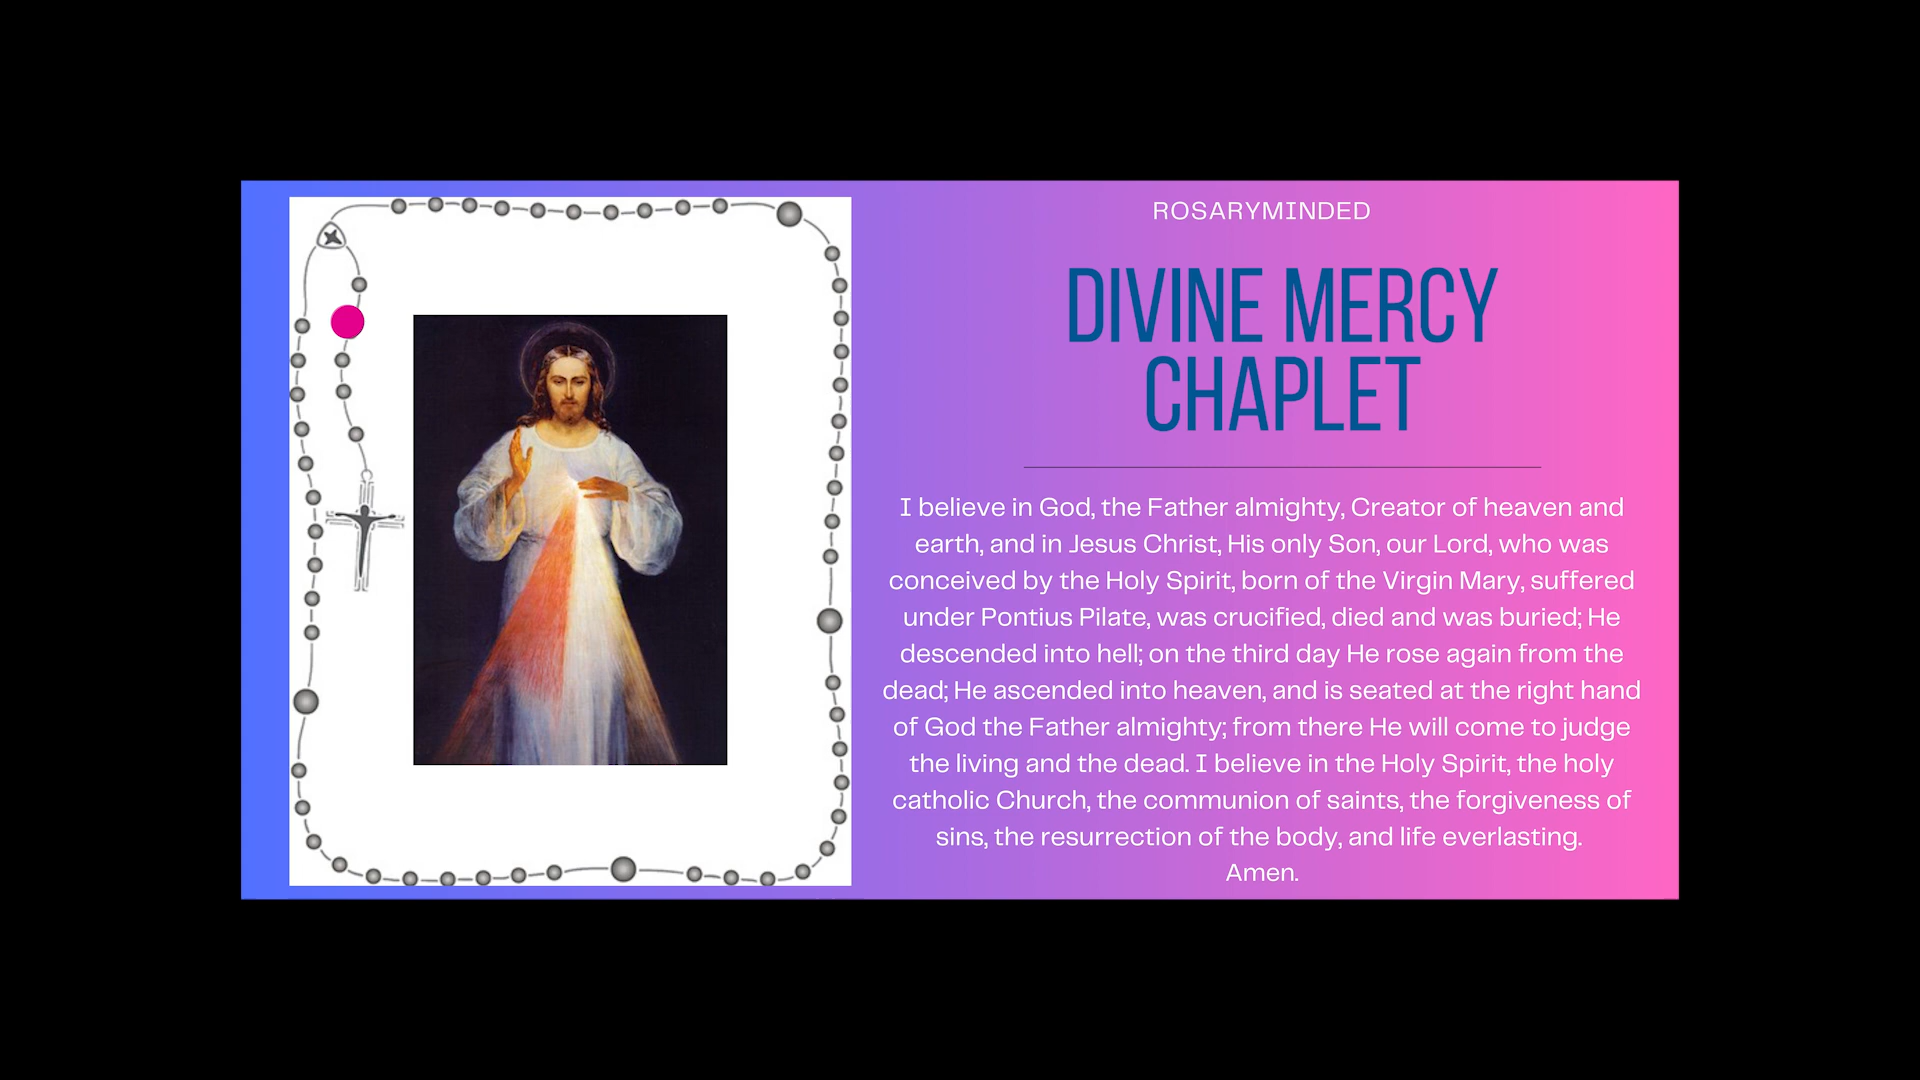 ROSARYMINDED
DIVINE MERCY
CHAPLET
I believe in God, the Father almighty, Creator of heaven and
earth, and in Jesus Christ, His only Son, our Lord, who was
conceived by the Holy Spirit, born of the Virgin Mary, suffered
under Pontius Pilate, was crucified, died and was buried; He
descended into hell; on the third day He rose again from the
dead; He ascended into heaven, and is seated at the right hand
of God the Father almighty; from there He will come to judge
the living and the dead. I believe in the Holy Spirit, the holy
catholic Church, the communion of saints, the forgiveness of
sins, the resurrection of the body, and life everlasting.
Amen.